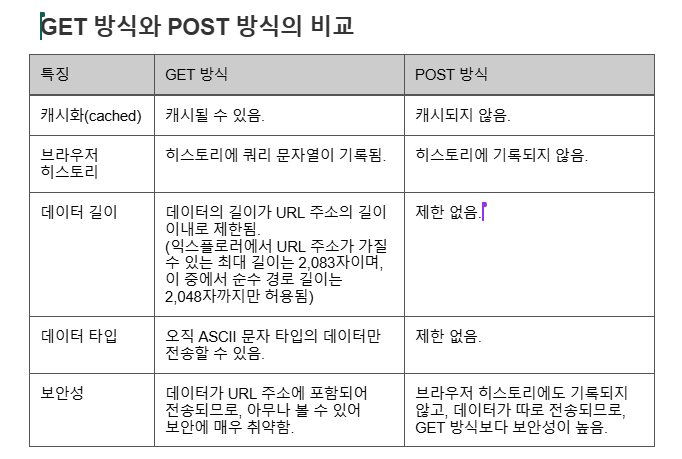 GET 방식와 POST 방식의 비교
특징
GET 방식
POST 방식
캐시화(cached)
캐시될 수 있음.
캐시되지 않음.
브라우저
히스토리
히스토리에 쿼리 문자열이 기록됨.
히스토리에 기록되지 않음.
데이터 길이
데이터의 길이가 URL 주소의 길이
이내로 제한됨.
(익스플로러에서 URL 주소가 가질
수 있는 최대 길이는 2,083자이며,
이 중에서 순수 경로 길이는
2,048자까지만 허용됨)
제한 없음.
데이터 타입
오직 ASCII 문자 타입의 데이터만
전송할 수 있음.
제한 없음.
보안성
데이터가 URL 주소에 포함되어
전송되므로, 아무나 볼 수 있어
보안에 매우 취약함.
브라우저 히스토리에도 기록되지
않고, 데이터가 따로 전송되므로,
GET 방식보다 보안성이 높음.